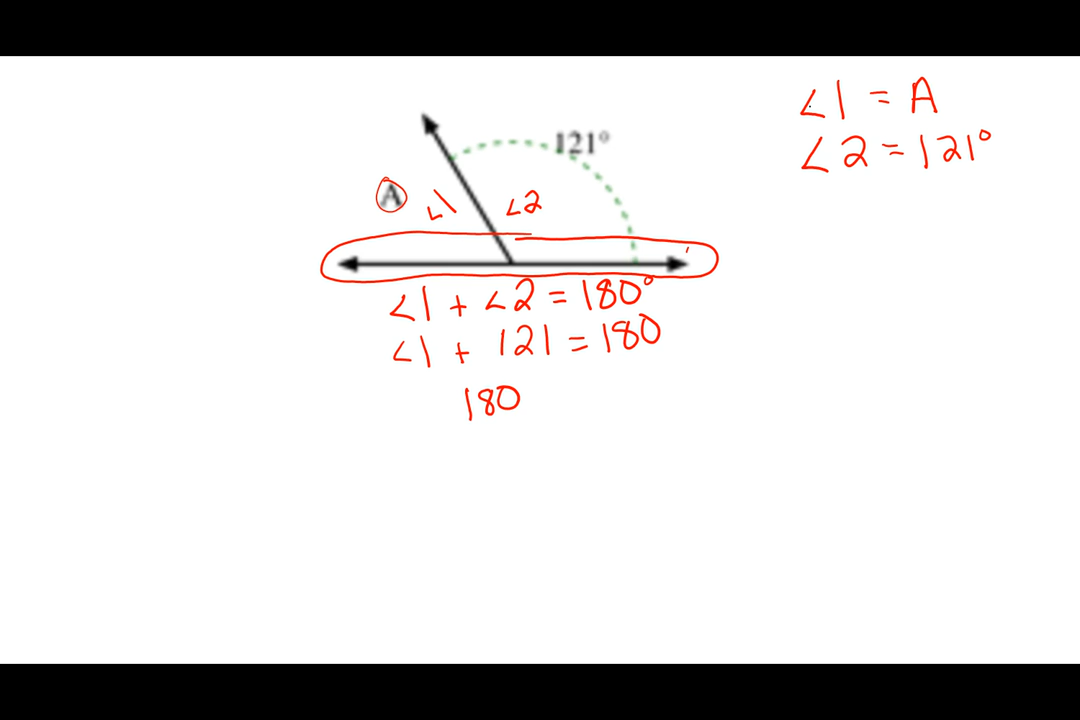 ∠1 = A
∠2 = 121°
121°
A ∠1 ∠2
∠1 + ∠2 = 180°
∠1 + 121 = 180
180